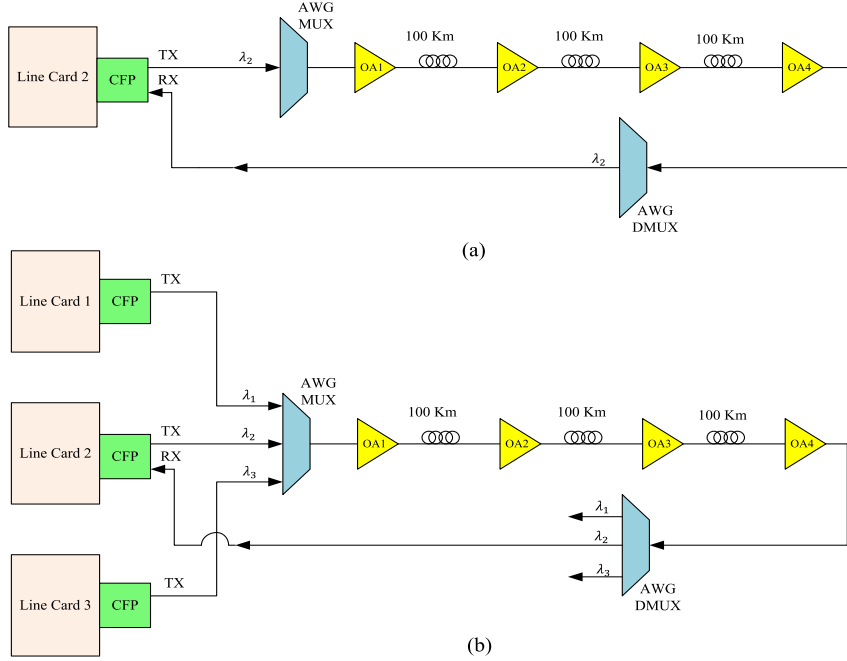 AWG
MUX
100 Km
100 Km
100 Km
TX
λ2
Line Card 2
CFP
OA1
OA2
OA3
OA4
RX
λ2
AWG
DMUX
(a)
TX
Line Card 1
CFP
AWG
MUX
λ1
100 Km
100 Km
100 Km
TX
λ2
Line Card 2
CFP
OA1
OA2
OA3
OA4
RX
λ3
λ1
λ2
λ3
TX
AWG
DMUX
Line Card 3
CFP
(b)